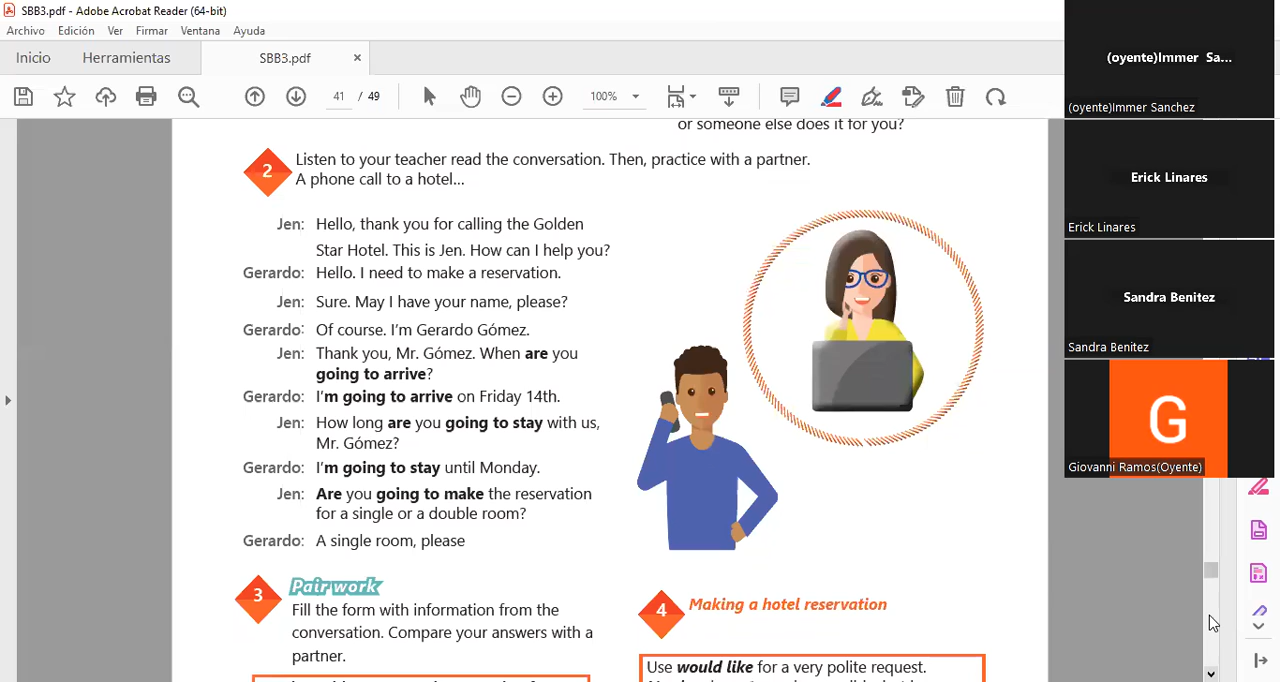 SBB3.pdf - Adobe Acrobat Reader (64-bit)
Archivo Edición Ver Firmar Ventana Ayuda
Inicio Herramientas SBB3.pdf ×
41 / 49 100%
or someone else does it for you?
2 Listen to your teacher read the conversation. Then, practice with a partner.
A phone call to a hotel...
Jen: Hello, thank you for calling the Golden
Star Hotel. This is Jen. How can I help you?
Gerardo: Hello. I need to make a reservation.
Jen: Sure. May I have your name, please?
Gerardo: Of course. I'm Gerardo Gómez.
Jen: Thank you, Mr. Gómez. When are you
going to arrive?
Gerardo: I'm going to arrive on Friday 14th.
Jen: How long are you going to stay with us,
Mr. Gómez?
Gerardo: I'm going to stay until Monday.
Jen: Are you going to make the reservation
for a single or a double room?
Gerardo: A single room, please
3 Pair work
Fill the form with information from the
conversation. Compare your answers with a
partner.
4 Making a hotel reservation
Use would like for a very polite request.
(oyente)Immer Sa...
(oyente)Immer Sanchez
Erick Linares
Erick Linares
Sandra Benitez
Sandra Benitez
G
Giovanni Ramos(Oyente)